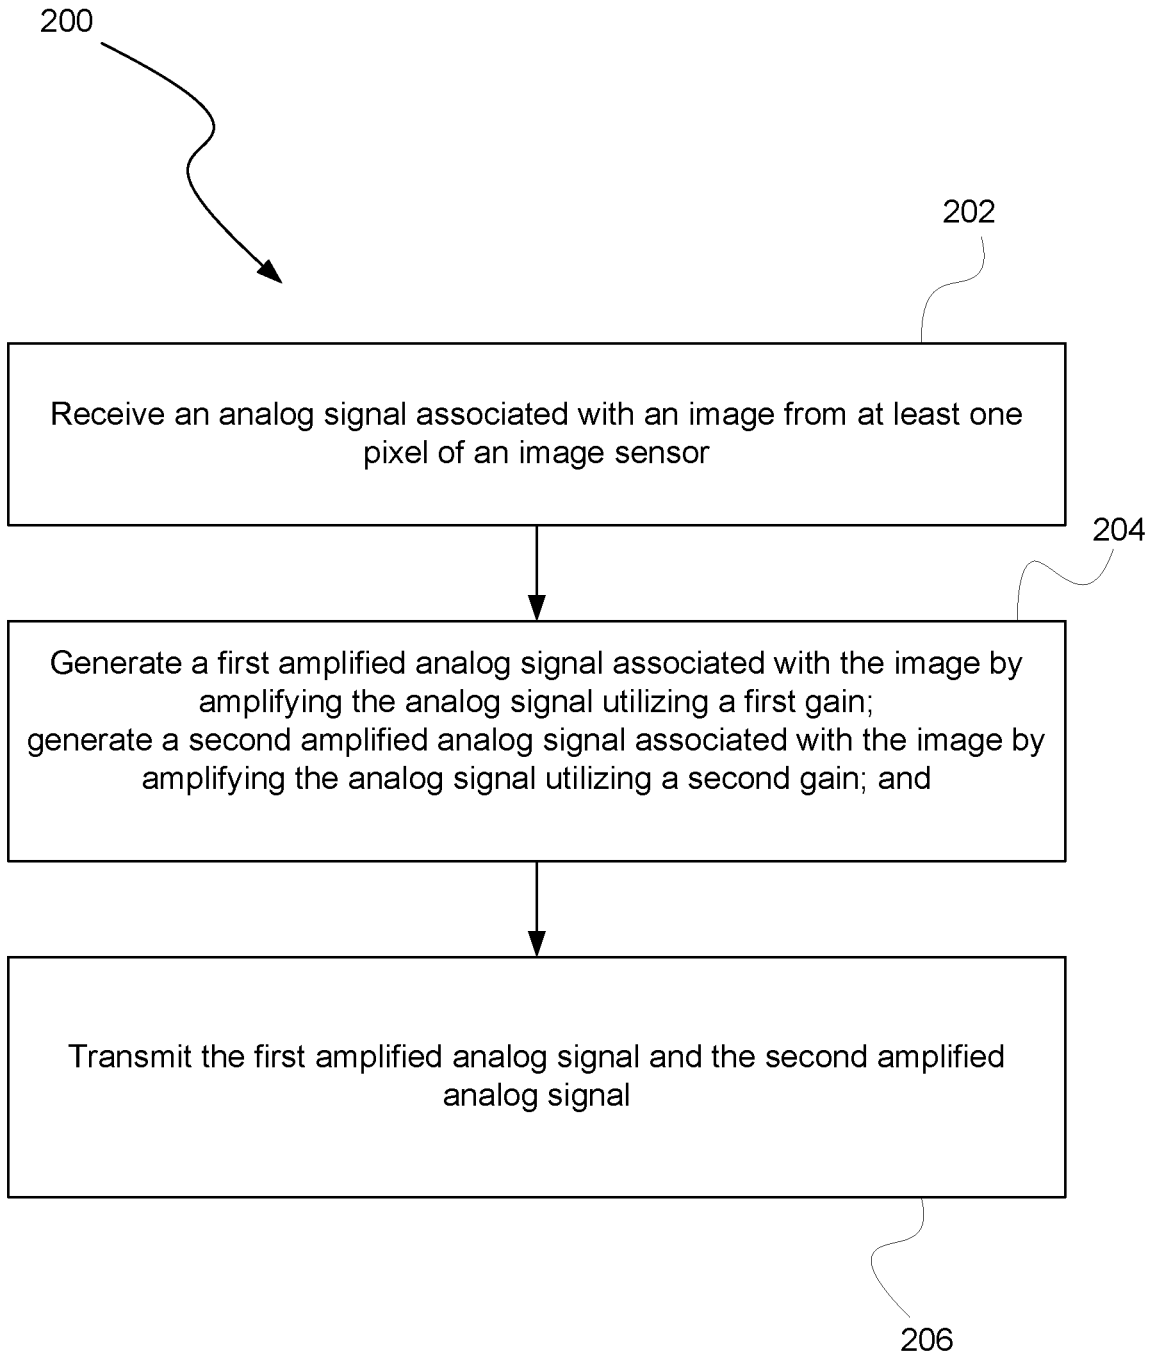 200
202
Receive an analog signal associated with an image from at least one
pixel of an image sensor
204
Generate a first amplified analog signal associated with the image by
amplifying the analog signal utilizing a first gain;
generate a second amplified analog signal associated with the image by
amplifying the analog signal utilizing a second gain; and
Transmit the first amplified analog signal and the second amplified
analog signal
206